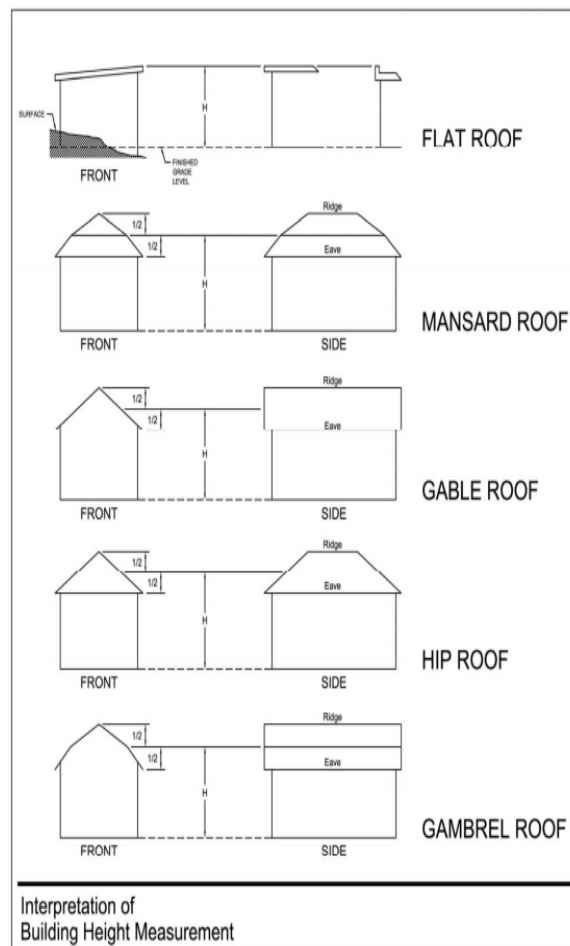 H
SURFACE
FLAT ROOF
FINISHED
GRADE
LEVEL
FRONT
Ridge
1/2
1/2
Eave
H
MANSARD ROOF
FRONT
SIDE
Ridge
1/2
1/2
Eave
H
GABLE ROOF
FRONT
SIDE
Ridge
1/2
1/2
Eave
H
HIP ROOF
FRONT
SIDE
Ridge
1/2
1/2
Eave
H
GAMBREL ROOF
FRONT
SIDE
Interpretation of
Building Height Measurement